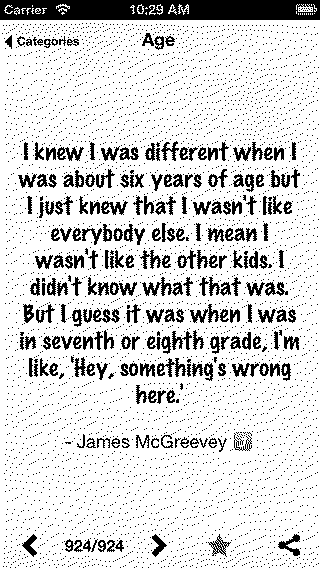 Carrier 10:29 AM
Categories Age
I knew I was different when I
was about six years of age but
I just knew that I wasn't like
everybody else. I mean I
wasn't like the other kids. I
didn't know what that was.
But I guess it was when I was
in seventh or eighth grade, I'm
like, 'Hey, something's wrong
here.'
- James McGreevey
924/924